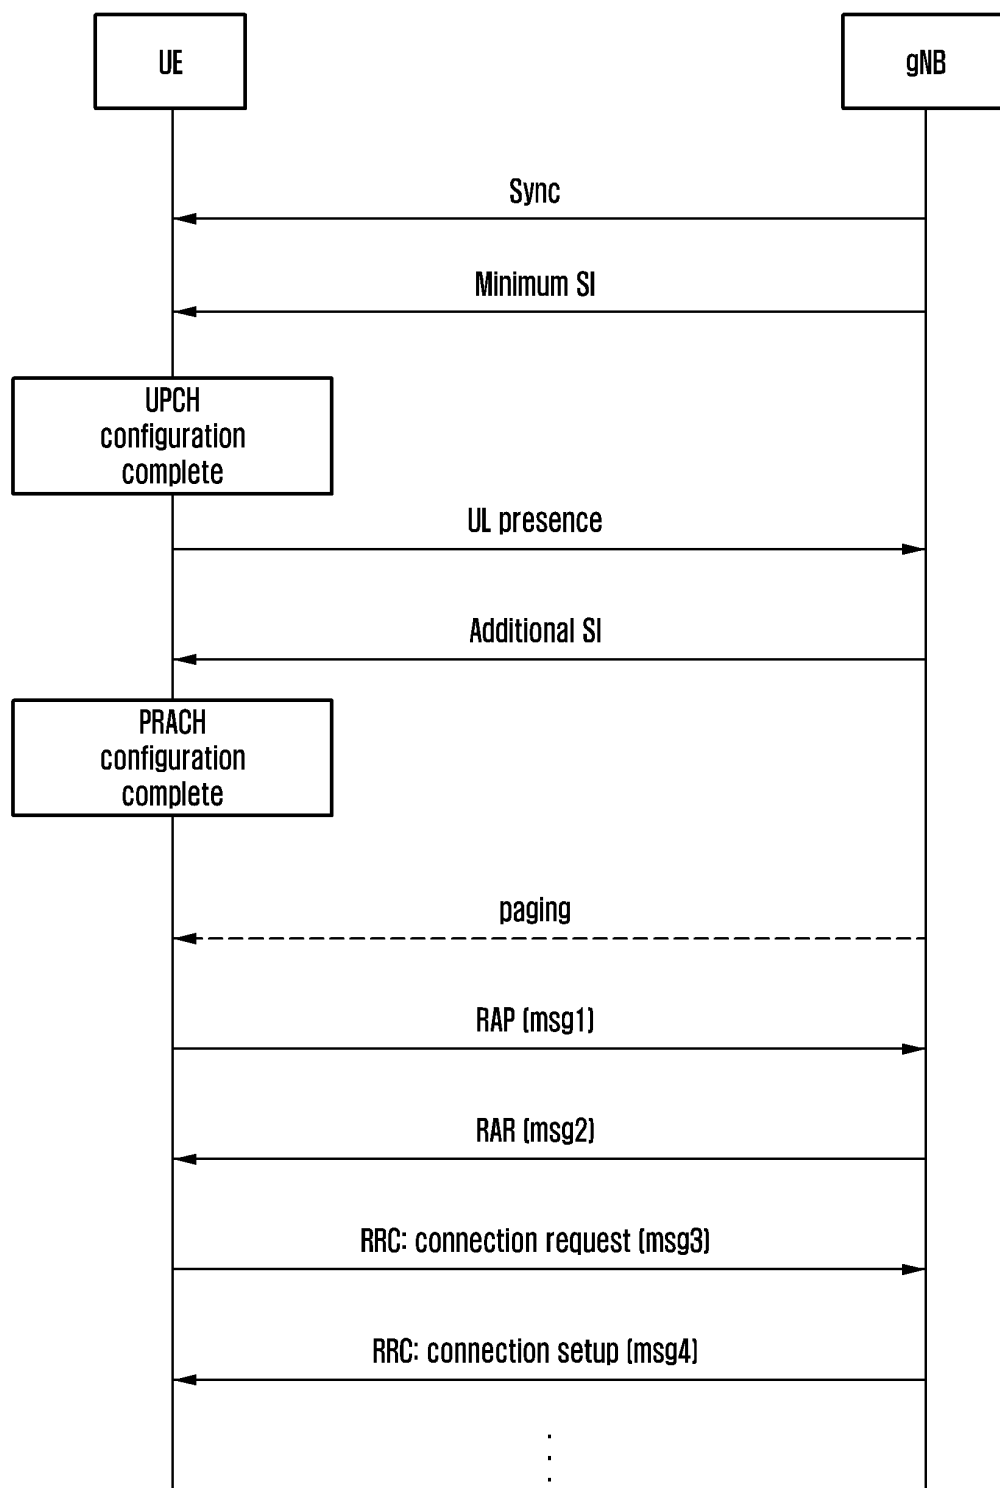 UE
gNB
Sync
Minimum SI
UPCH
configuration
complete
UL presence
Additional SI
PRACH
configuration
complete
paging
RAP (msg1)
RAR (msg2)
RRC: connection request (msg3)
RRC: connection setup (msg4)